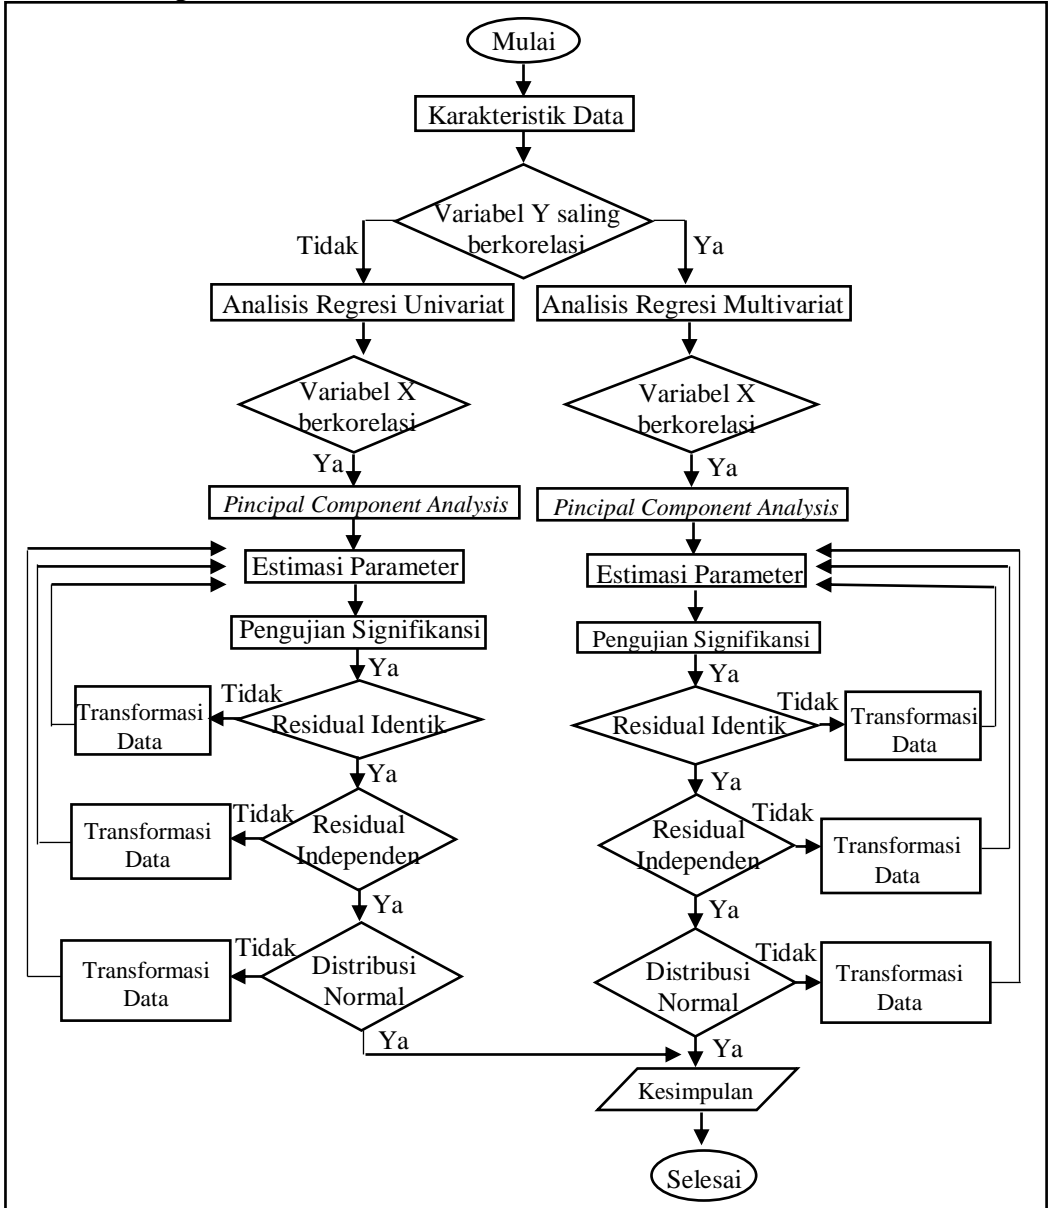 Mulai
Karakteristik Data
Variabel Y saling
berkorelasi
Tidak
Ya
Analisis Regresi Univariat
Analisis Regresi Multivariat
Variabel X
berkorelasi
Variabel X
berkorelasi
Ya
Ya
Pincipal Component Analysis
Pincipal Component Analysis
Estimasi Parameter
Estimasi Parameter
Pengujian Signifikansi
Pengujian Signifikansi
Ya
Ya
Tidak
Transformasi
Data
Residual Identik
Residual Identik
Tidak
Transformasi
Data
Ya
Ya
Tidak
Transformasi
Data
Residual
Independen
Residual
Independen
Tidak
Transformasi
Data
Ya
Ya
Tidak
Transformasi
Data
Distribusi
Normal
Distribusi
Normal
Tidak
Transformasi
Data
Ya
Ya
Kesimpulan
Selesai